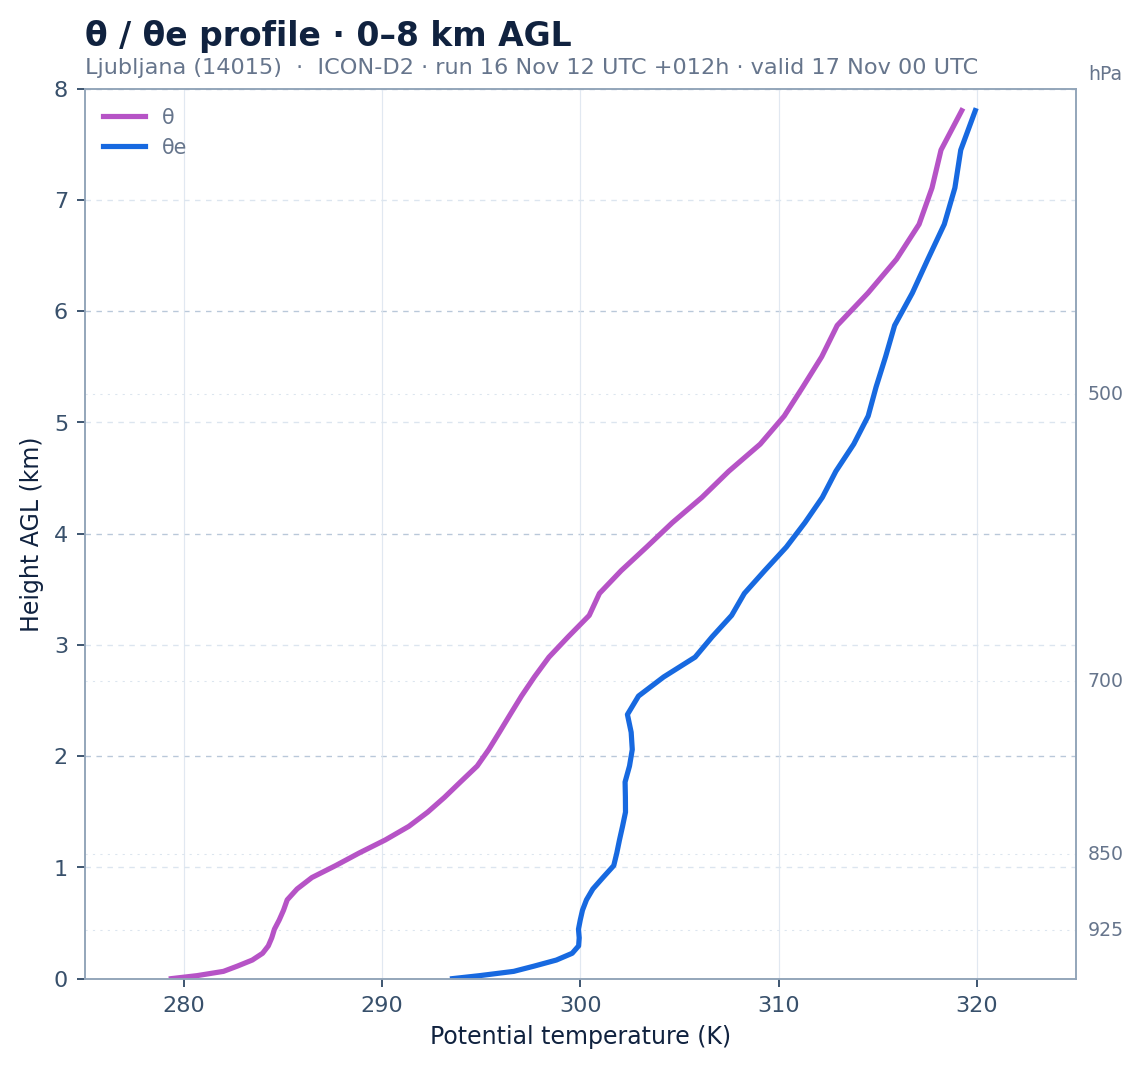 θ / θe profile · 0–8 km AGL
Ljubljana (14015)  ·  ICON-D2 · run 16 Nov 12 UTC +012h · valid 17 Nov 00 UTC
hPa
θ
θe
8
7
6
5
4
3
2
1
0
500
700
850
925
Height AGL (km)
280 290 300 310 320
Potential temperature (K)